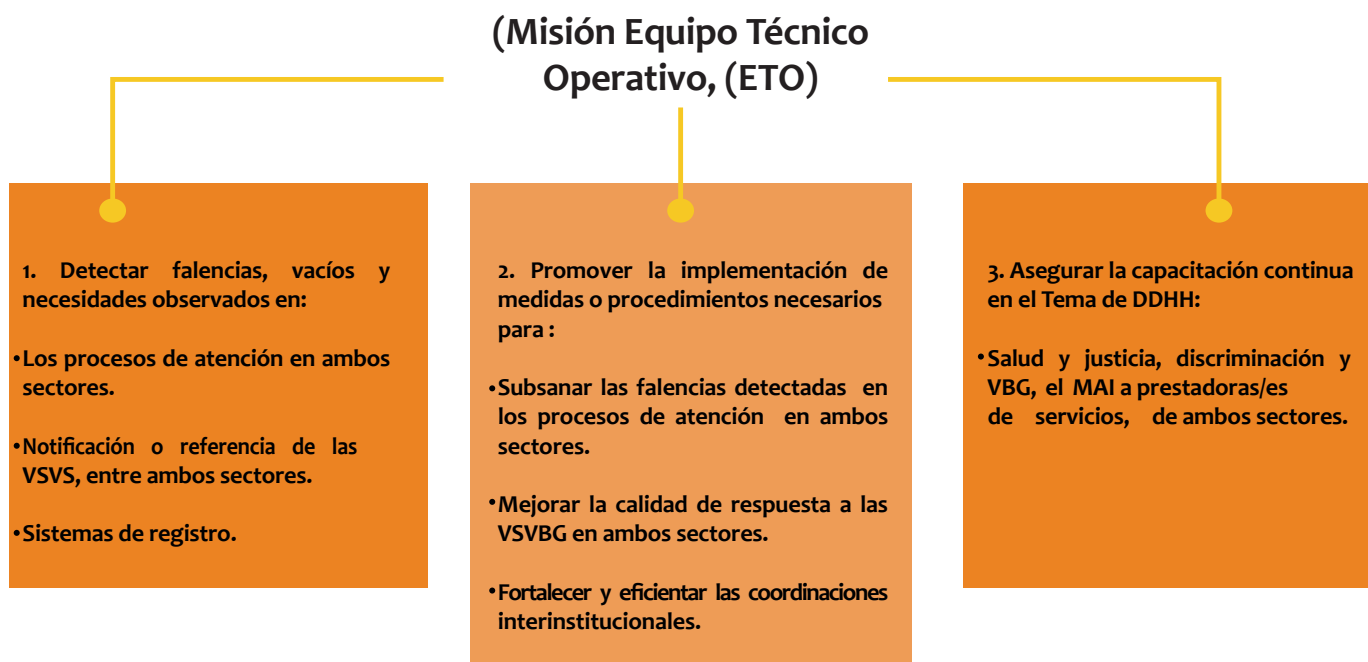 (Misión Equipo Técnico
Operativo, (ETO)
1. Detectar falencias, vacíos y
necesidades observados en:
•Los procesos de atención en ambos
sectores.
•Notificación o referencia de las
VSVS, entre ambos sectores.
•Sistemas de registro.
2. Promover la implementación de
medidas o procedimientos necesarios
para :
•Subsanar las falencias detectadas en
los procesos de atención en ambos
sectores.
•Mejorar la calidad de respuesta a las
VSVBG en ambos sectores.
•Fortalecer y eficientar las coordinaciones
interinstitucionales.
3. Asegurar la capacitación continua
en el Tema de DDHH:
•Salud y justicia, discriminación y
VBG, el MAI a prestadoras/es
de servicios, de ambos sectores.